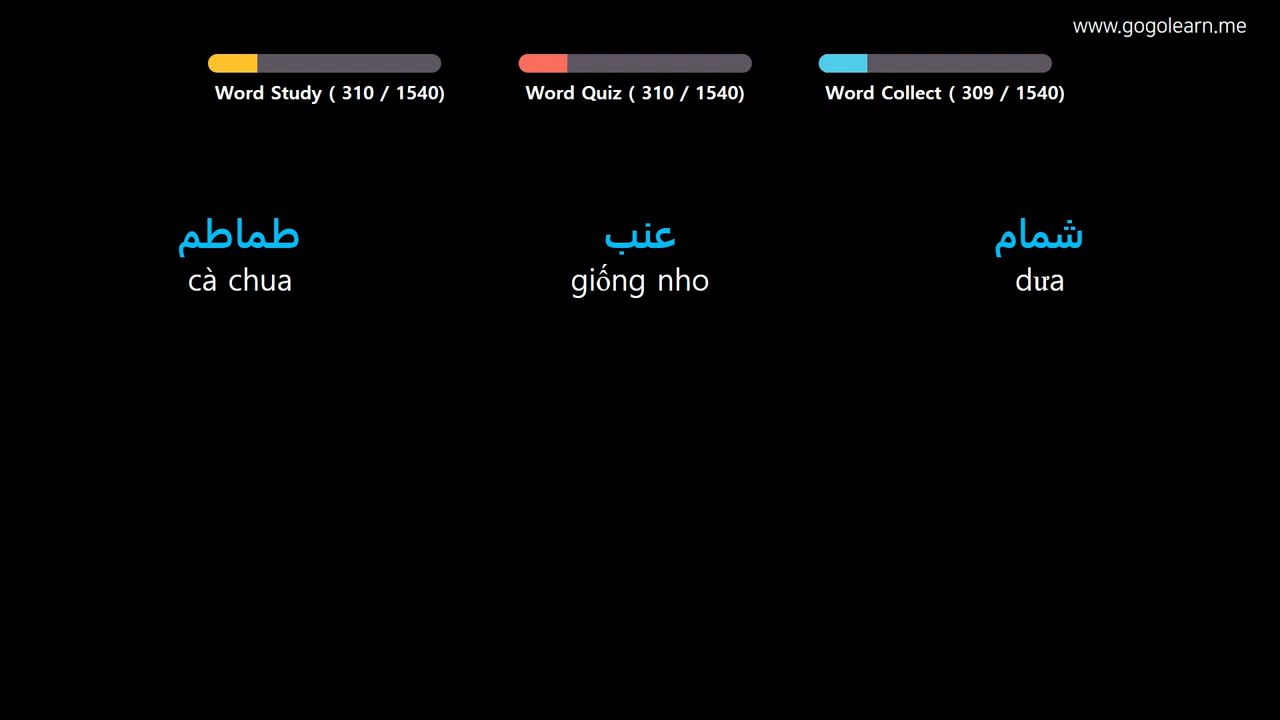 www.gogolearn.me
Word Study ( 310 / 1540)
Word Quiz ( 310 / 1540)
Word Collect ( 309 / 1540)
طماطم
cà chua
عنب
giống nho
شمام
dưa